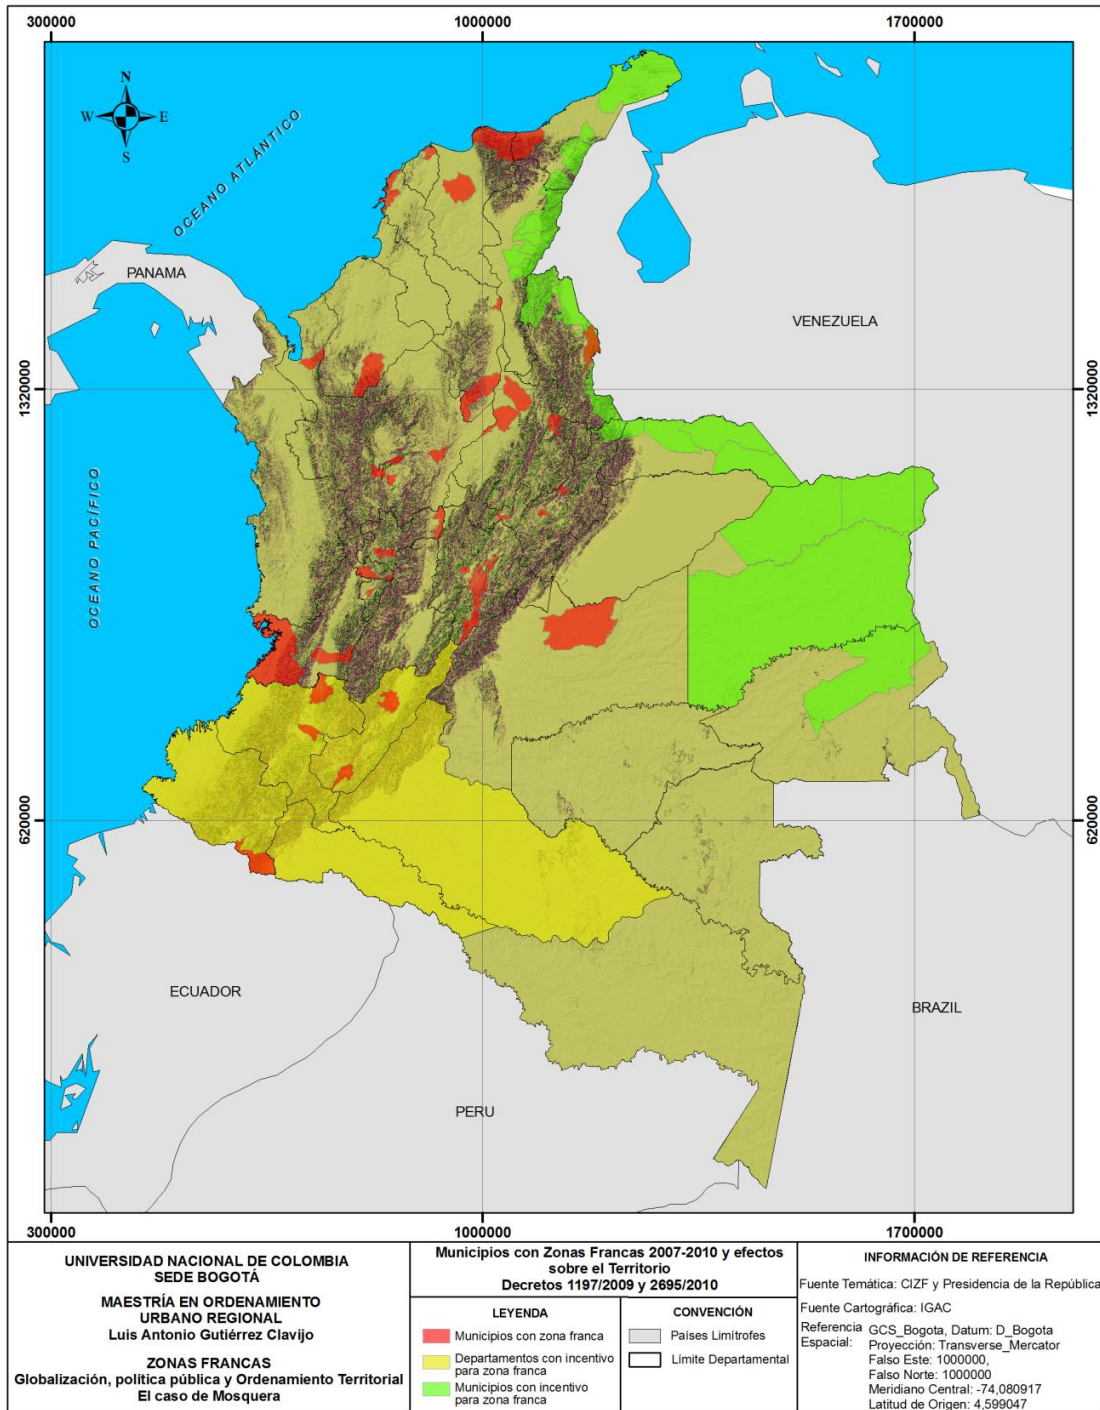 300000
1000000
1700000
N
W
E
S
OCEANO ATLÁNTICO
PANAMA
VENEZUELA
1320000
1320000
OCEANO PACÍFICO
620000
620000
ECUADOR
BRAZIL
PERU
300000
1000000
1700000
UNIVERSIDAD NACIONAL DE COLOMBIA
SEDE BOGOTÁ
MAESTRÍA EN ORDENAMIENTO
URBANO REGIONAL
Luis Antonio Gutiérrez Clavijo
ZONAS FRANCAS
Globalización, política pública y Ordenamiento Territorial
El caso de Mosquera
Municipios con Zonas Francas 2007-2010 y efectos
sobre el Territorio
Decretos 1197/2009 y 2695/2010
LEYENDA
Municipios con zona franca
Departamentos con incentivo
para zona franca
Municipios con incentivo
para zona franca
CONVENCIÓN
Países Limítrofes
Límite Departamental
INFORMACIÓN DE REFERENCIA
Fuente Temática: CIZF y Presidencia de la República
Fuente Cartográfica: IGAC
Referencia Espacial: GCS_Bogota, Datum: D_Bogota
Proyección: Transverse_Mercator
Falso Este: 1000000,
Falso Norte: 1000000
Meridiano Central: -74,080917
Latitud de Origen: 4,599047